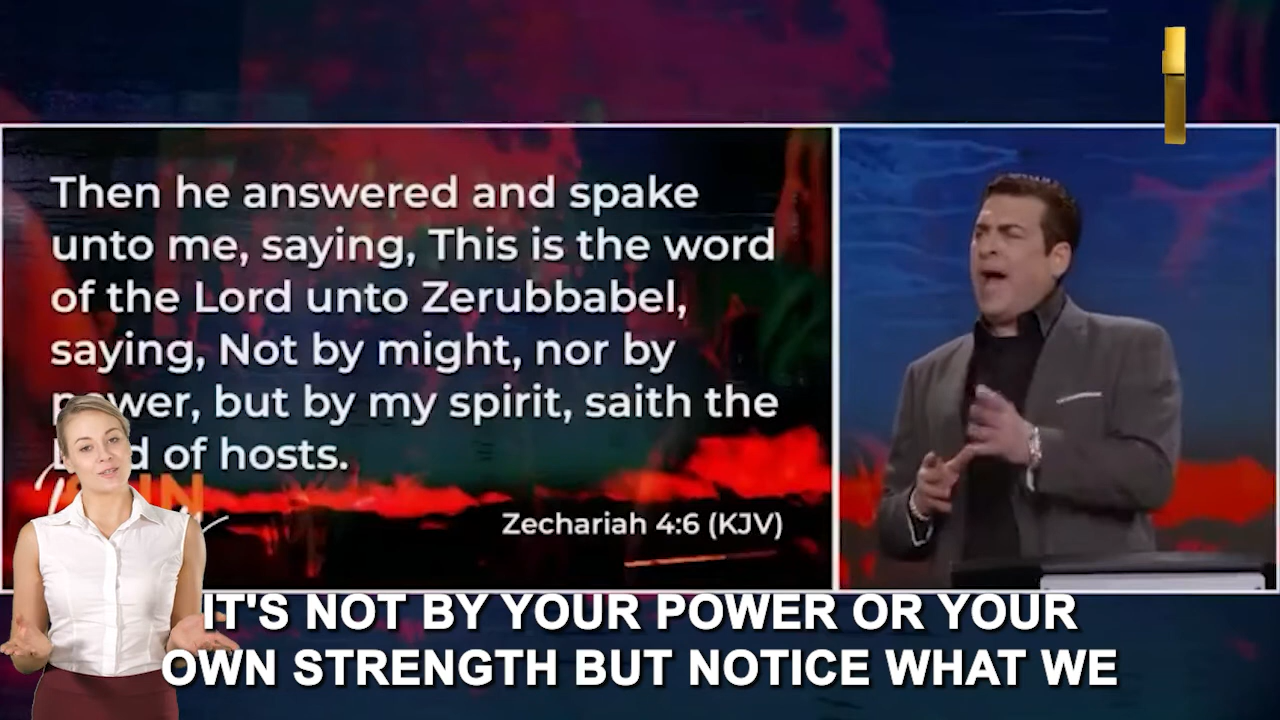 Then he answered and spake
unto me, saying, This is the word
of the Lord unto Zerubbabel,
saying, Not by might, nor by
power, but by my spirit, saith the
Lord of hosts.
Zechariah 4:6 (KJV)
IT'S NOT BY YOUR POWER OR YOUR
OWN STRENGTH BUT NOTICE WHAT WE